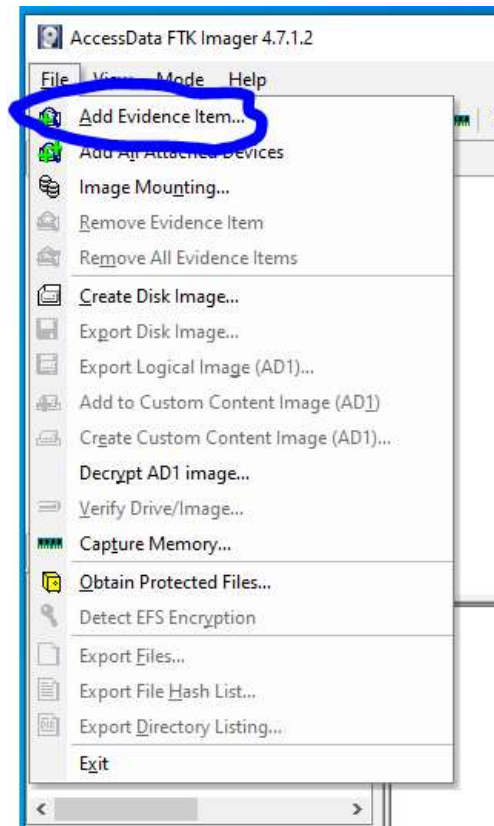 AccessData FTK Imager 4.7.1.2
File View Mode Help
Add Evidence Item...
Add All Attached Devices
Image Mounting...
Remove Evidence Item
Remove All Evidence Items
Create Disk Image...
Export Disk Image...
Export Logical Image (AD1)...
Add to Custom Content Image (AD1)
Create Custom Content Image (AD1)...
Decrypt AD1 image...
Verify Drive/Image...
Capture Memory...
Obtain Protected Files...
Detect EFS Encryption
Export Files...
Export File Hash List...
Export Directory Listing...
Exit